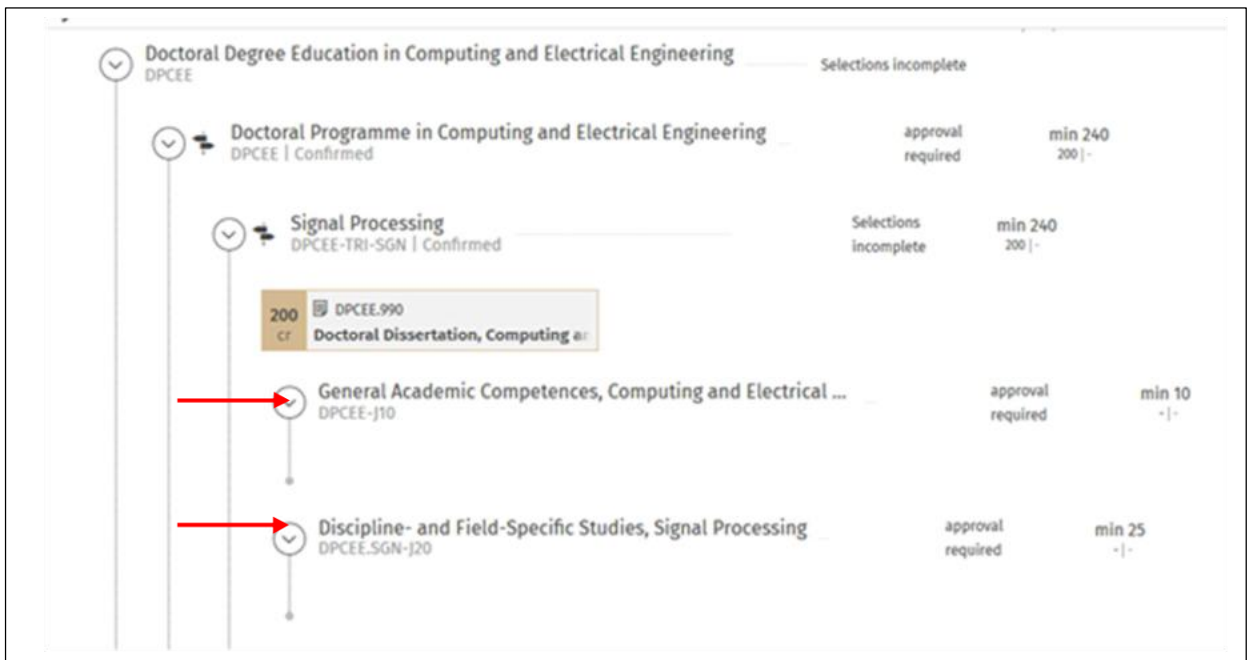 Doctoral Degree Education in Computing and Electrical Engineering
DPCEE
Selections incomplete
Doctoral Programme in Computing and Electrical Engineering
DPCEE | Confirmed
approval
required
min 240
200 | -
Signal Processing
DPCEE-TRI-SGN | Confirmed
Selections
incomplete
min 240
200 | -
200
cr
DPCEE.990
Doctoral Dissertation, Computing
General Academic Competences, Computing and Electrical ...
DPCEE-J10
approval
required
min 10
- | -
Discipline- and Field-Specific Studies, Signal Processing
DPCEE.SGN-J20
approval
required
min 25
- | -